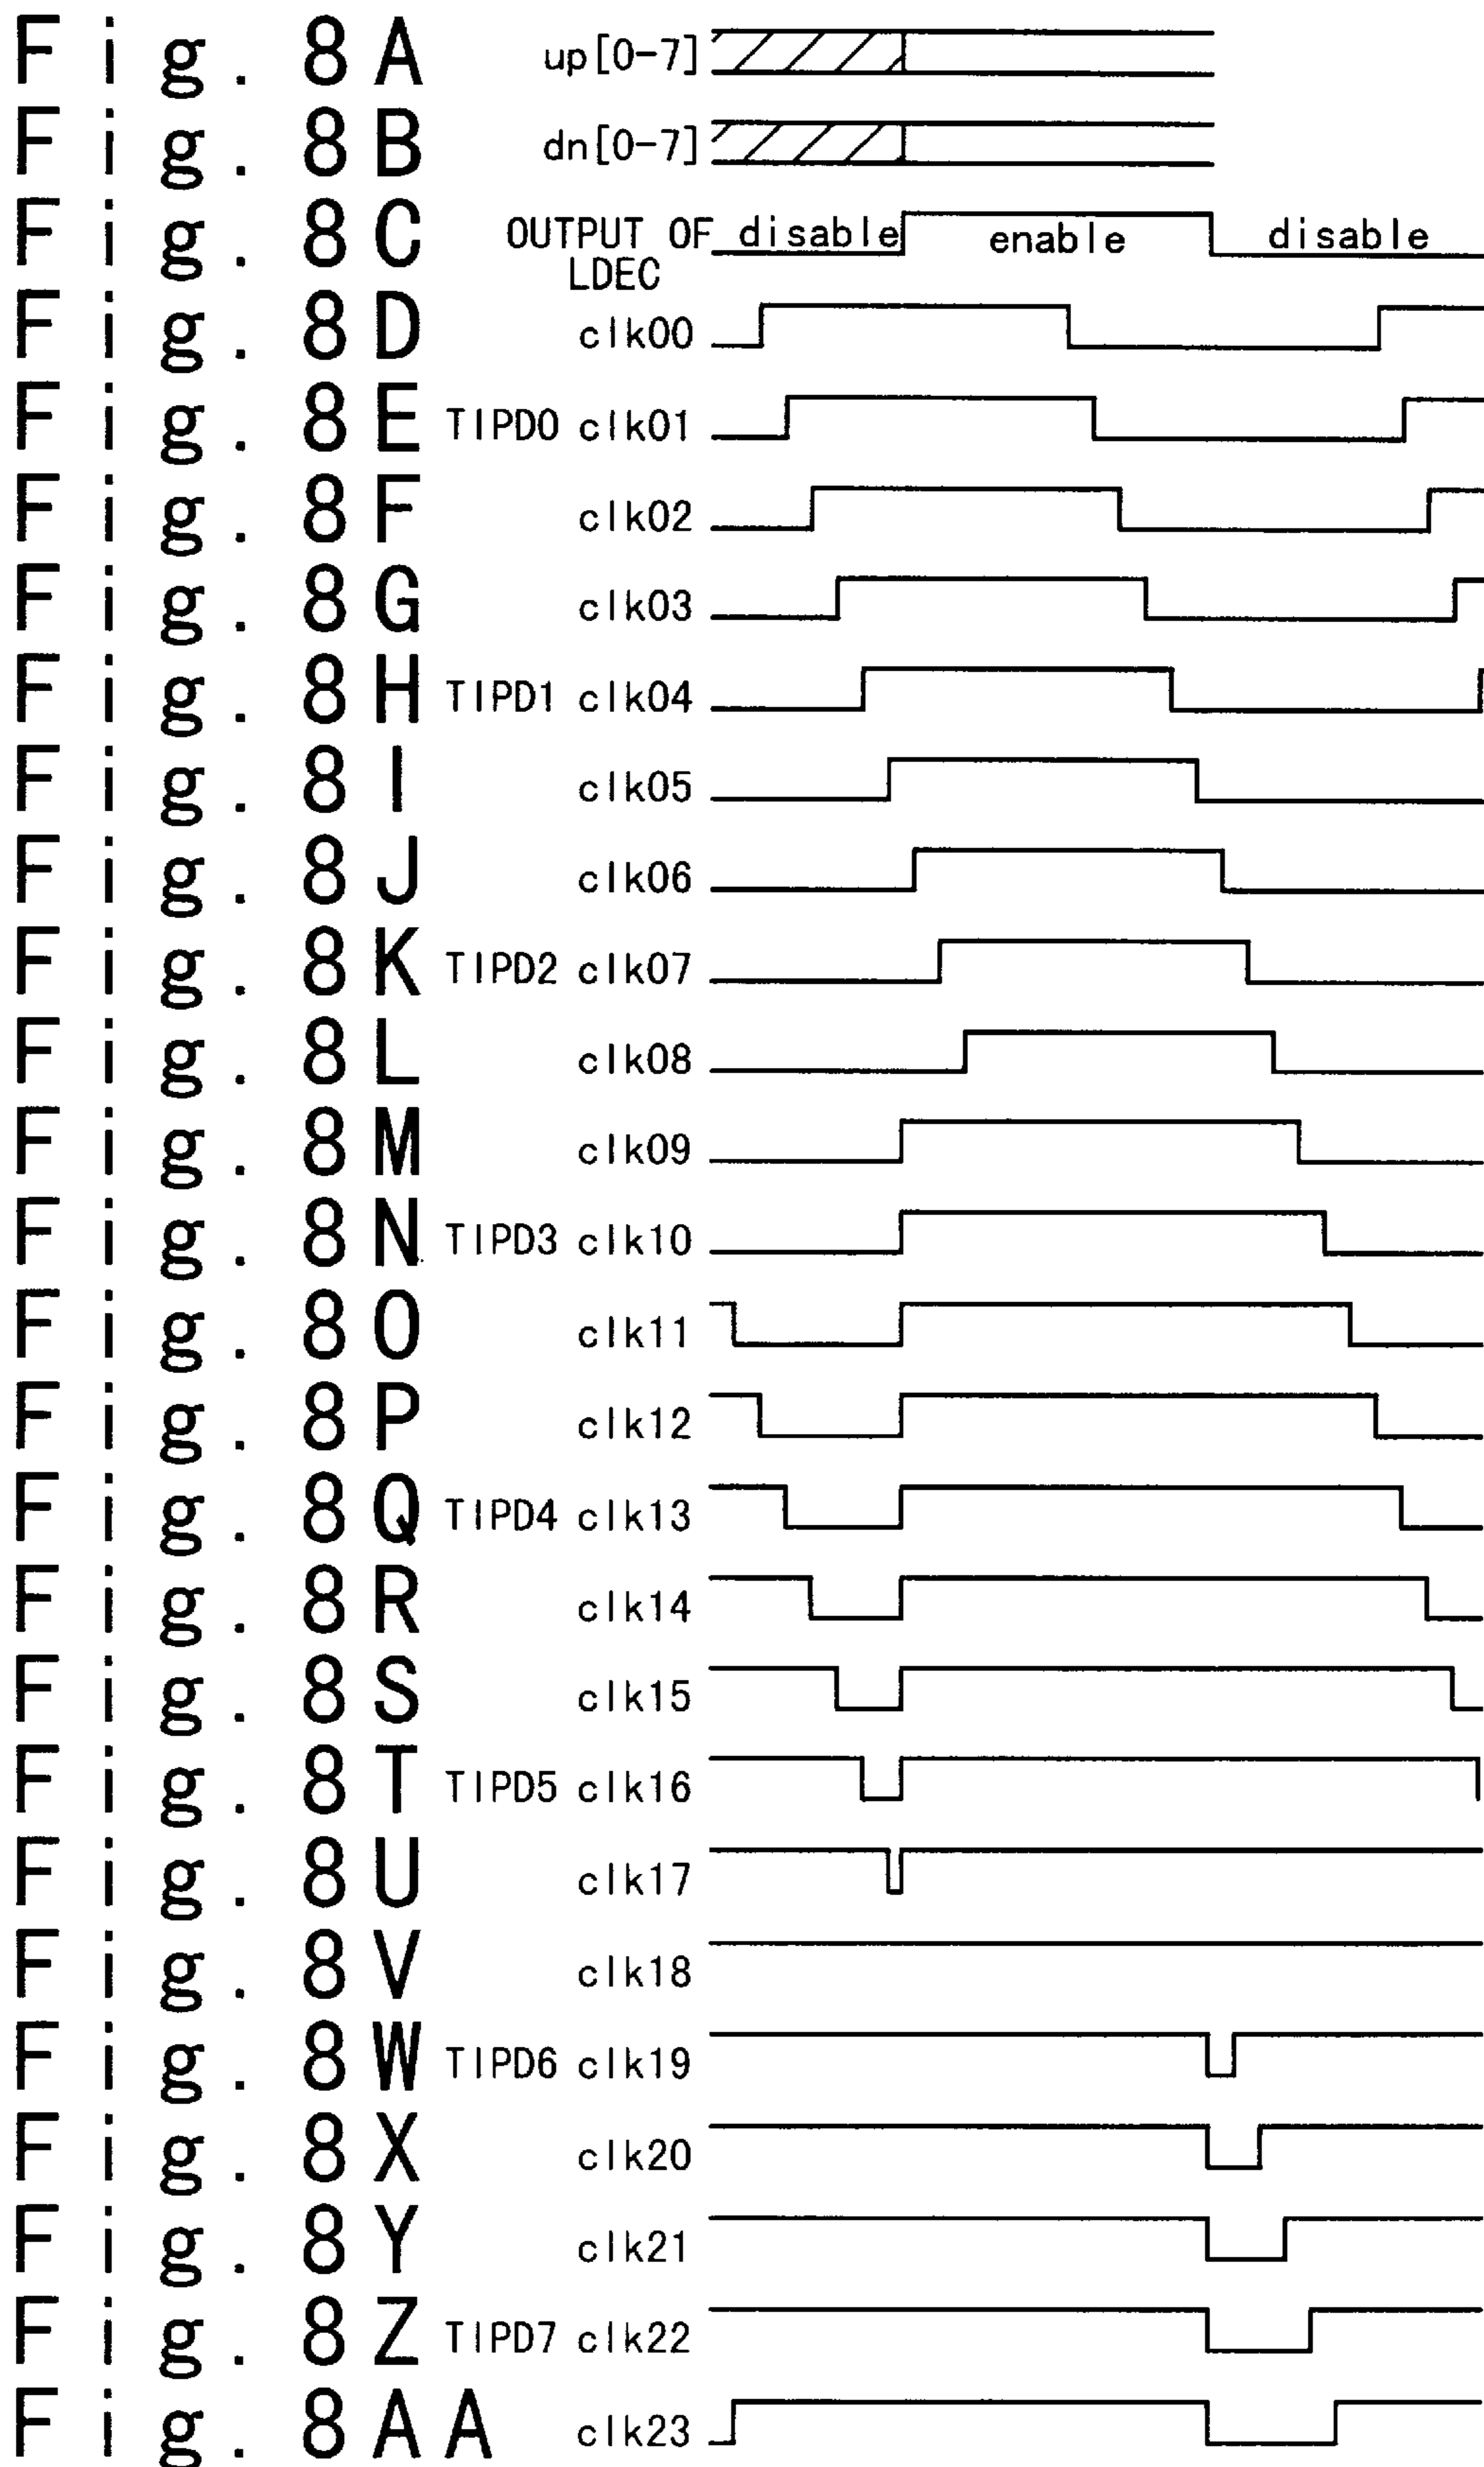 Fig. 8A up[0-7]
Fig. 8B dn[0-7]
Fig. 8C OUTPUT OF LDEC disable enable disable
Fig. 8D clk00
Fig. 8E TIPD0 clk01
Fig. 8F clk02
Fig. 8G clk03
Fig. 8H TIPD1 clk04
Fig. 8I clk05
Fig. 8J clk06
Fig. 8K TIPD2 clk07
Fig. 8L clk08
Fig. 8M clk09
Fig. 8N TIPD3 clk10
Fig. 8O clk11
Fig. 8P clk12
Fig. 8Q TIPD4 clk13
Fig. 8R clk14
Fig. 8S clk15
Fig. 8T TIPD5 clk16
Fig. 8U clk17
Fig. 8V clk18
Fig. 8W TIPD6 clk19
Fig. 8X clk20
Fig. 8Y clk21
Fig. 8Z TIPD7 clk22
Fig. 8AA clk23